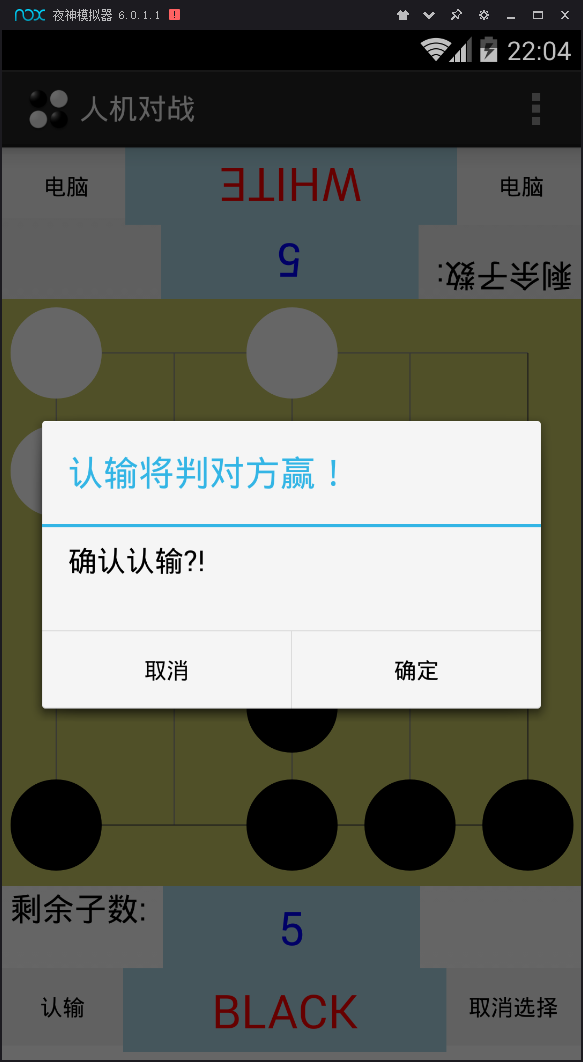 nox 夜神模拟器 6.0.1.1
22:04
人机对战
电脑 WHITE 电脑
5 剩余子数:
认输将判对方赢！
确认认输?!
取消 确定
剩余子数: 5
认输 BLACK 取消选择